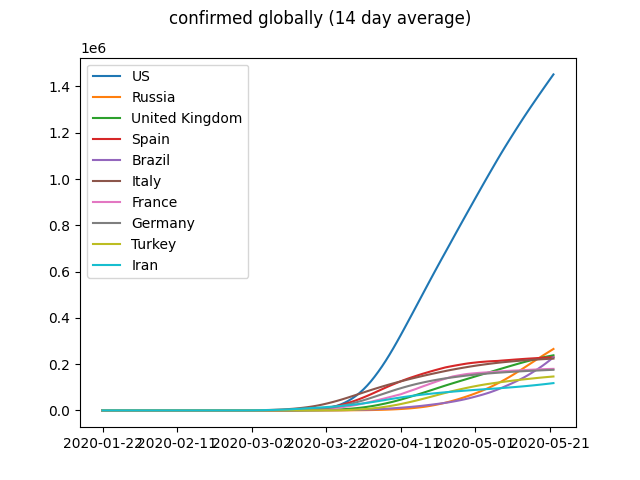 confirmed globally (14 day average)
1e6
US
Russia
United Kingdom
Spain
Brazil
Italy
France
Germany
Turkey
Iran
1.4
1.2
1.0
0.8
0.6
0.4
0.2
0.0
2020-01-22 2020-02-11 2020-03-02 2020-03-22 2020-04-11 2020-05-01 2020-05-21